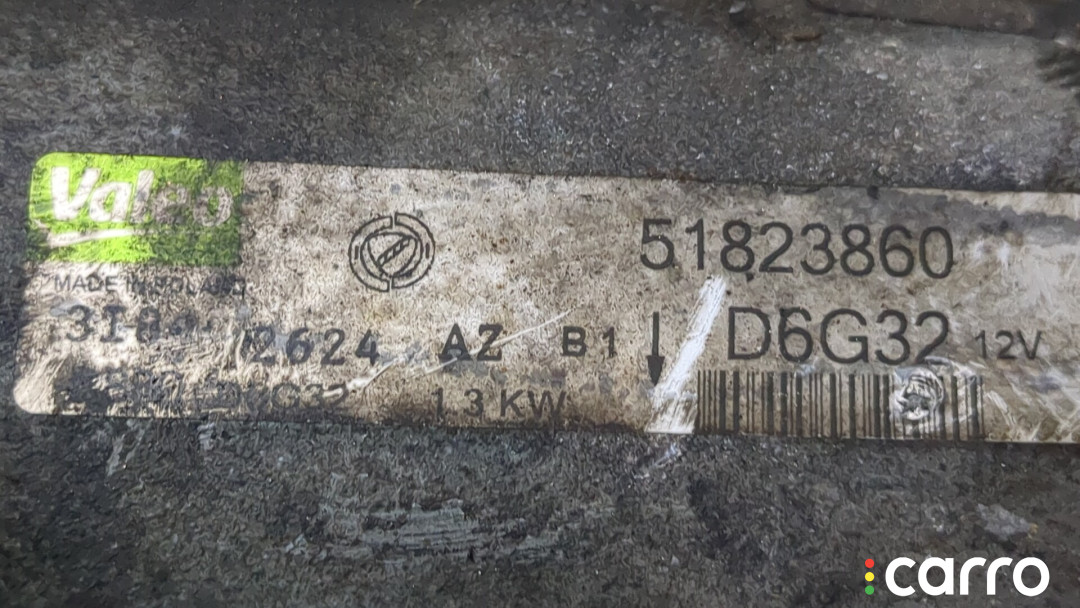 Valeo
51823860
MADE IN POLAND
2624 AZ B1 D6G32 12V
1.3 KW
carro